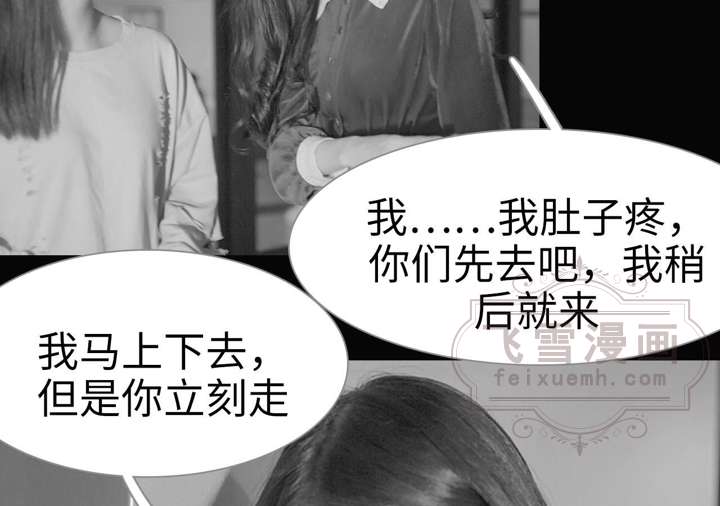 我……我肚子疼，
你们先去吧，我稍
后就来
飞雪漫画
feixuemh.com
我马上下去，
但是你立刻走